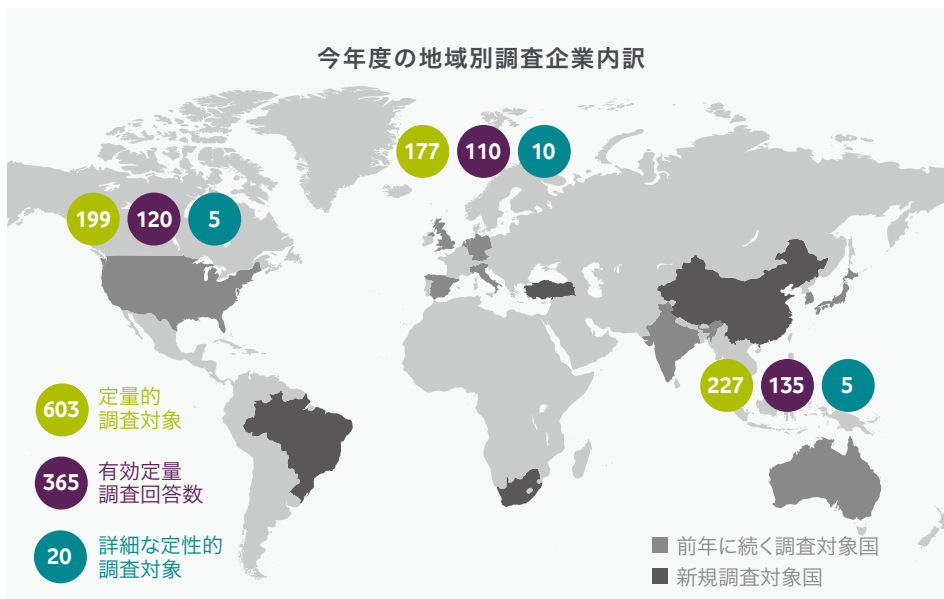 今年度の地域別調査企業内訳
177 110 10
199 120 5
227 135 5
603 定量的
調査対象
365 有効定量
調査回答数
20 詳細な定性的
調査対象
前年に続く調査対象国
新規調査対象国